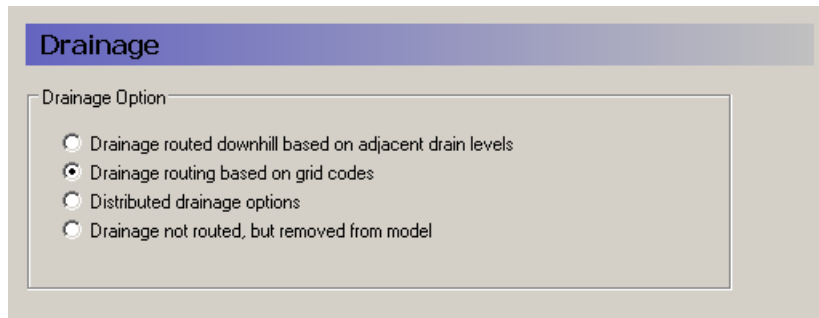 Drainage
Drainage Option
Drainage routed downhill based on adjacent drain levels
Drainage routing based on grid codes
Distributed drainage options
Drainage not routed, but removed from model